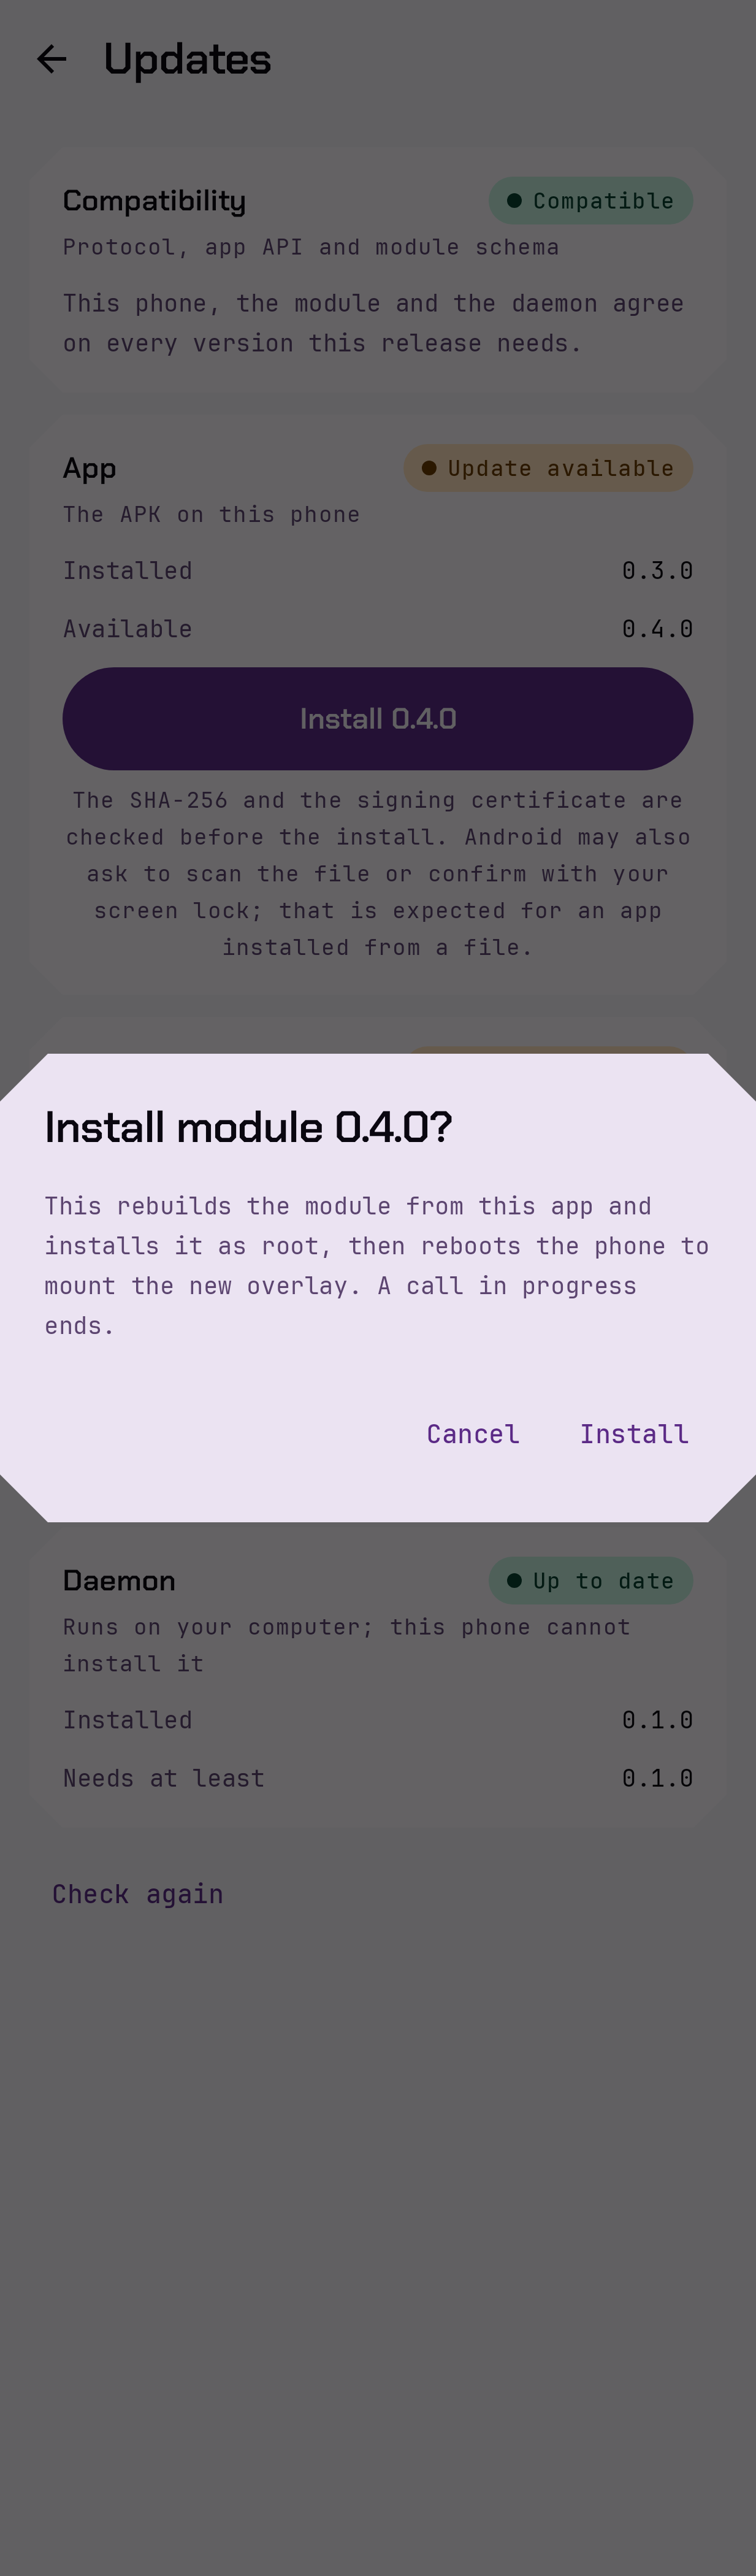 Updates
Compatibility
Compatible
Protocol, app API and module schema
This phone, the module and the daemon agree
on every version this release needs.
App
Update available
The APK on this phone
Installed
0.3.0
Available
0.4.0
Install 0.4.0
The SHA-256 and the signing certificate are
checked before the install. Android may also
ask to scan the file or confirm with your
screen lock; that is expected for an app
installed from a file.
Install module 0.4.0?
This rebuilds the module from this app and
installs it as root, then reboots the phone to
mount the new overlay. A call in progress
ends.
Cancel
Install
Daemon
Up to date
Runs on your computer; this phone cannot
install it
Installed
0.1.0
Needs at least
0.1.0
Check again